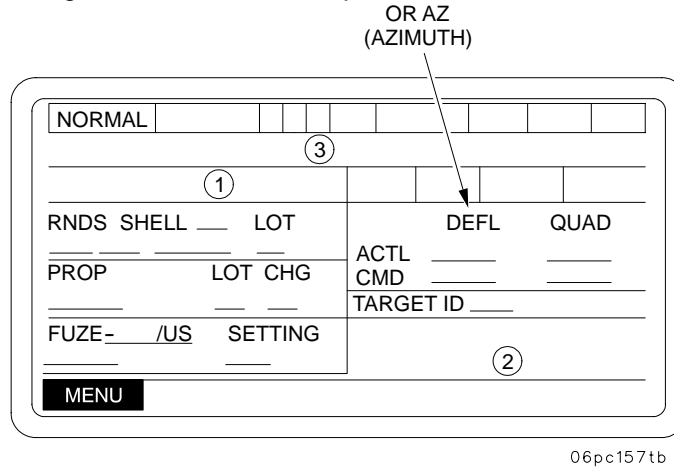 OR AZ
(AZIMUTH)
NORMAL
3
1
RNDS SHELL LOT
DEFL QUAD
ACTL
CMD
PROP LOT CHG
TARGET ID
FUZE- /US SETTING
2
MENU
06pc157tb